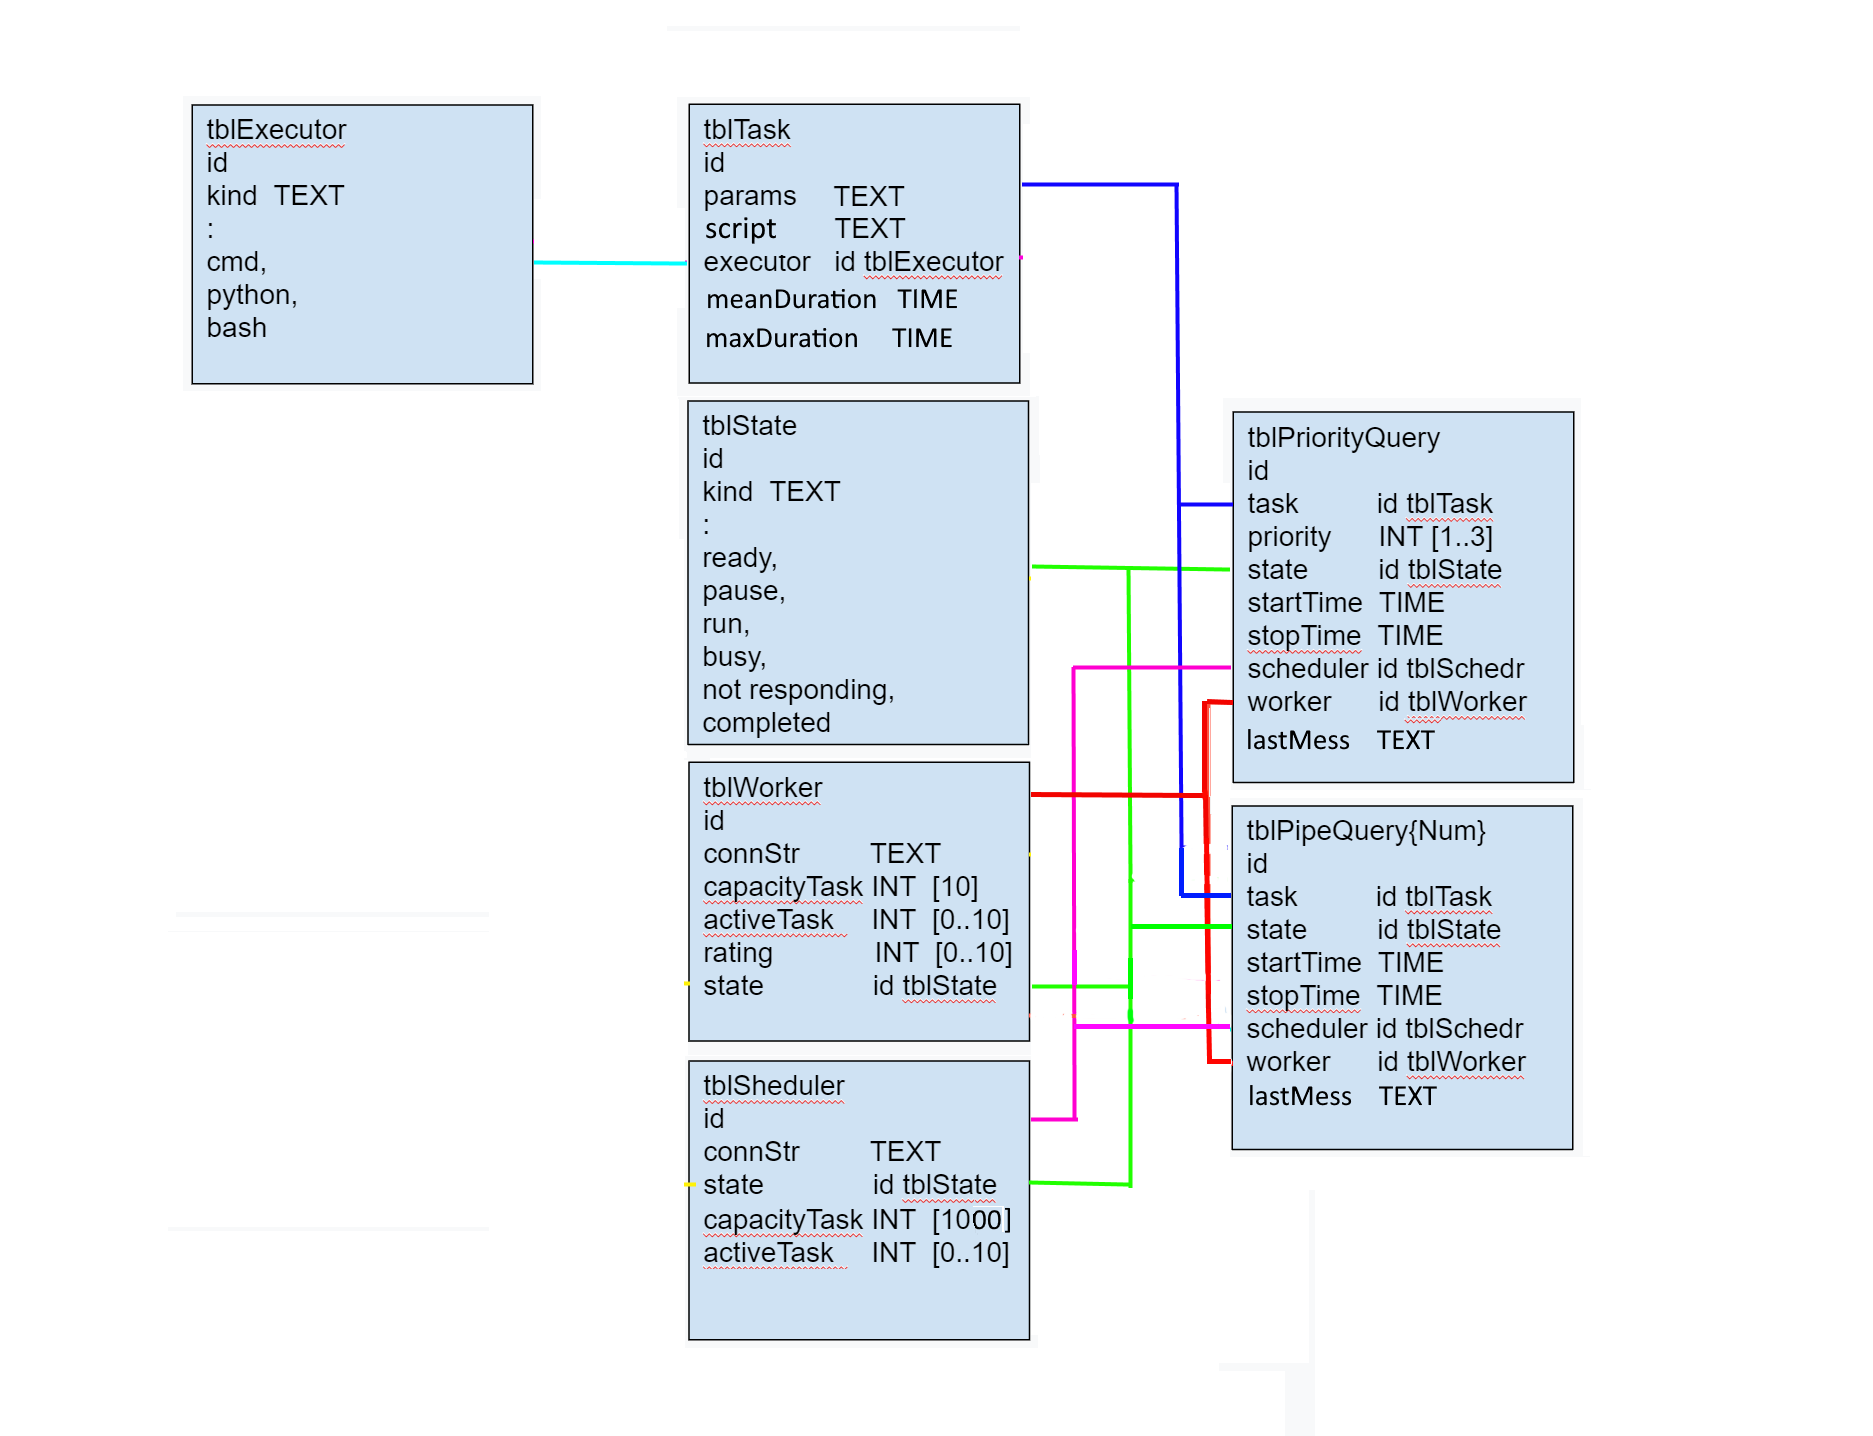 tblExecutor
id
kind TEXT
:
cmd,
python,
bash
tblTask
id
params TEXT
script TEXT
executor id tblExecutor
meanDuration TIME
maxDuration TIME
tblState
id
kind TEXT
:
ready,
pause,
run,
busy,
not responding,
completed
tblWorker
id
connStr TEXT
capacityTask INT [10]
activeTask INT [0..10]
rating INT [0..10]
state id tblState
tblSheduler
id
connStr TEXT
state id tblState
capacityTask INT [1000]
activeTask INT [0..10]
tblPriorityQuery
id
task id tblTask
priority INT [1..3]
state id tblState
startTime TIME
stopTime TIME
scheduler id tblSchedr
worker id tblWorker
lastMess TEXT
tblPipeQuery{Num}
id
task id tblTask
state id tblState
startTime TIME
stopTime TIME
scheduler id tblSchedr
worker id tblWorker
lastMess TEXT